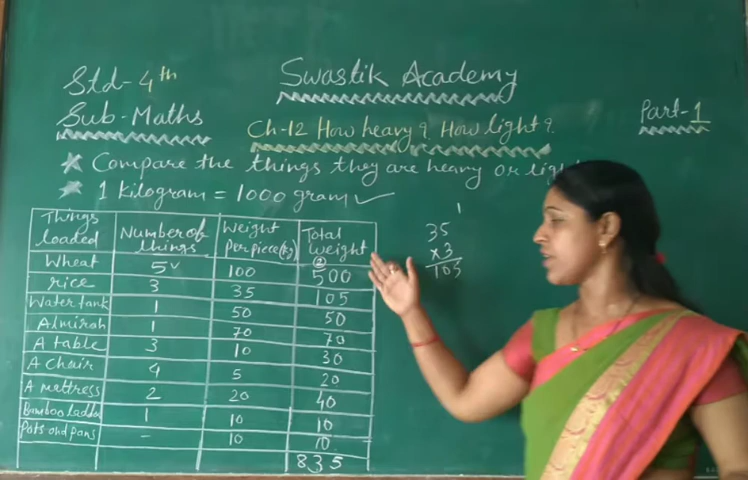 Std-4th
Swastik Academy
Sub-Maths
Ch-12 How heavy? How light?
Part-1
Compare the things they are heavy or
1 kilogram = 1000 gram ✓
Things loaded | Number of things | Weight Per piece(kg) | Total weight
Wheat | 5✓ | 100 | 500
rice | 3 | 35 | 105
Water tank | 1 | 50 | 50
Almirah | 1 | 70 | 70
A table | 3 | 10 | 30
A chair | 4 | 5 | 20
A mattress | 2 | 20 | 40
Bamboo ladder | 1 | 10 | 10
Pots and pans | - | 10 | 10
835
1
35
x3
105